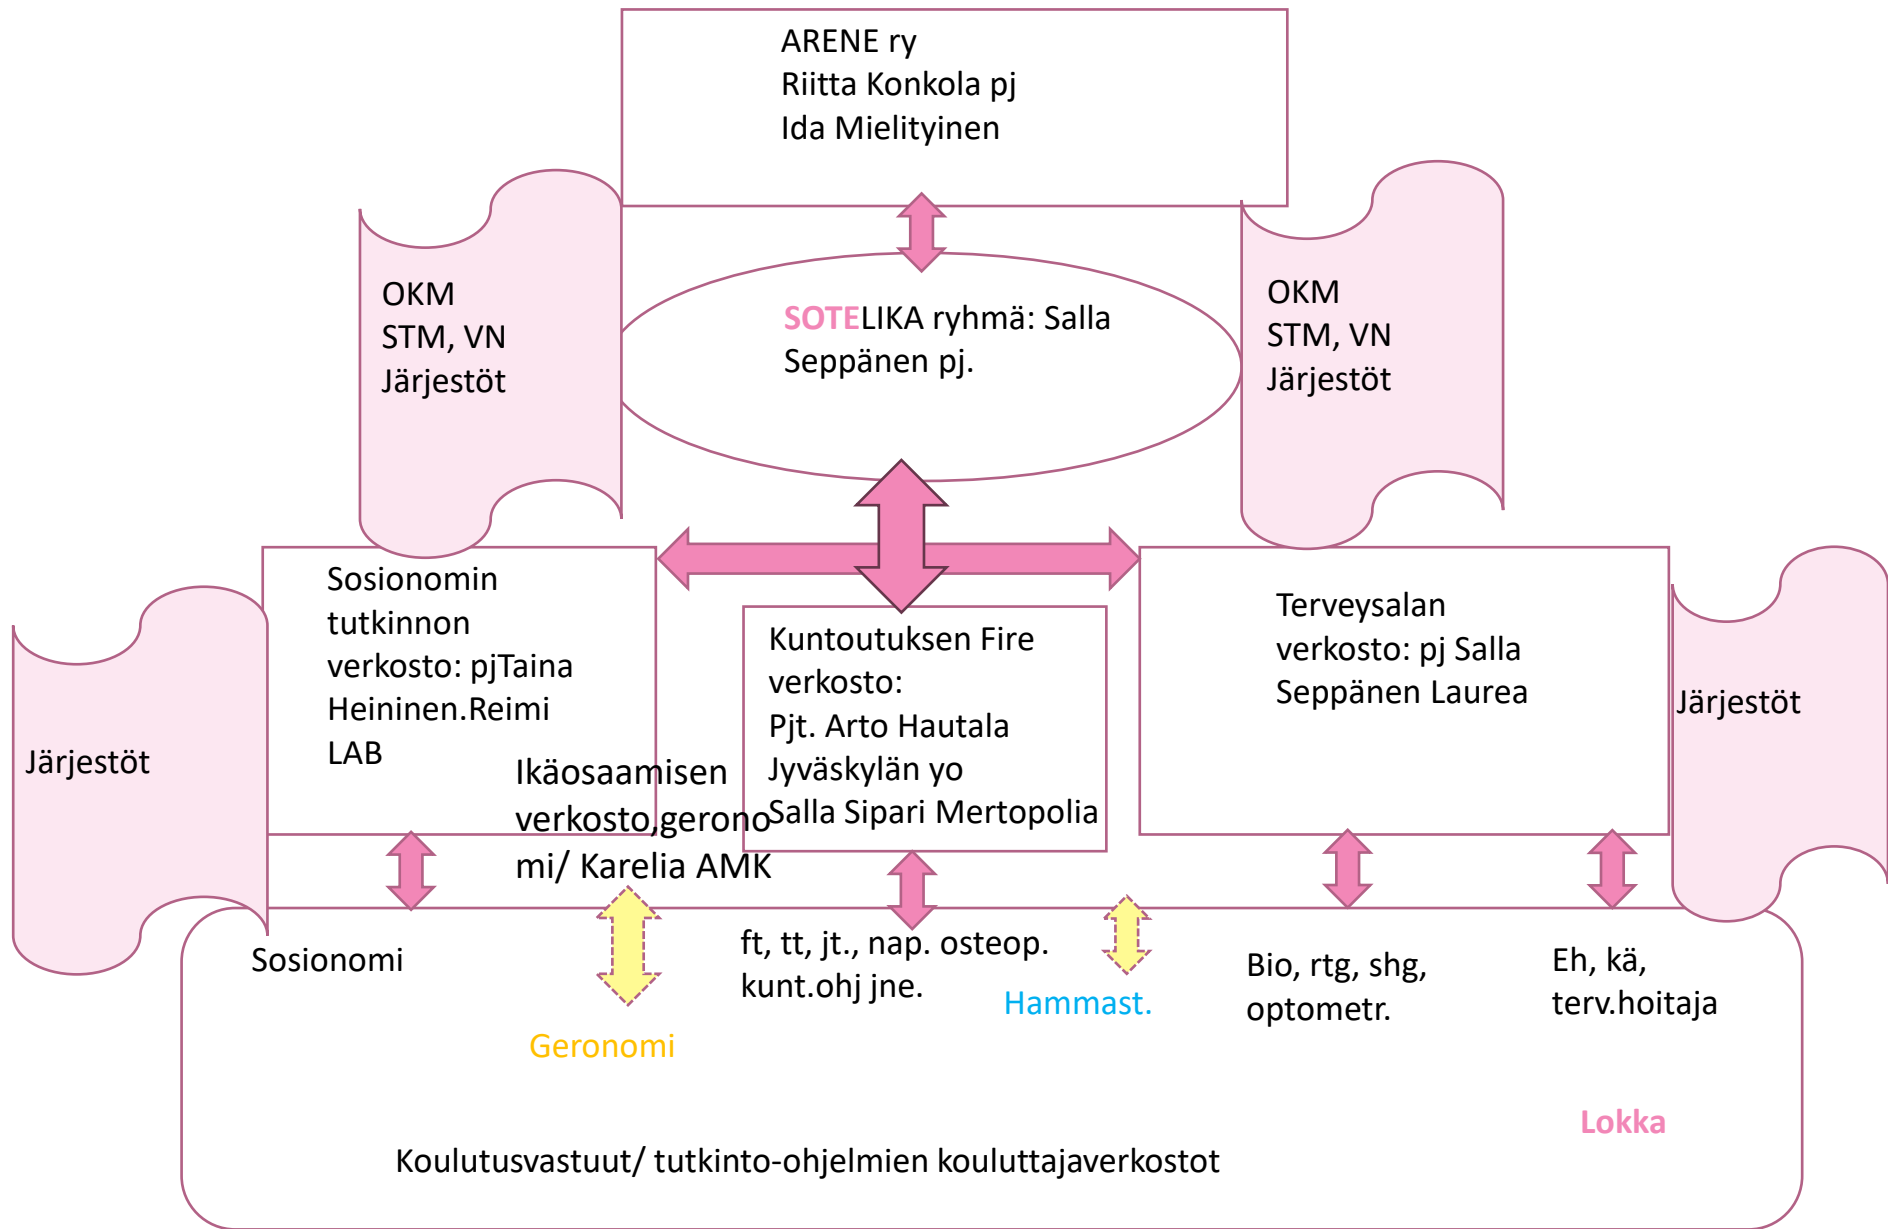 ARENE ry
Riitta Konkola pj
Ida Mielityinen
OKM
STM, VN
Järjestöt
SOTELIKA ryhmä: Salla
Seppänen pj.
OKM
STM, VN
Järjestöt
Järjestöt
Sosionomin
tutkinnon
verkosto: pjTaina
Heininen.Reimi
LAB
Ikäosaamisen
verkosto,gerono
mi/ Karelia AMK
Kuntoutuksen Fire
verkosto:
Pjt. Arto Hautala
Jyväskylän yo
Salla Sipari Mertopolia
Terveysalan
verkosto: pj Salla
Seppänen Laurea
Järjestöt
Sosionomi
Geronomi
ft, tt, jt., nap. osteop.
kunt.ohj jne.
Hammast.
Bio, rtg, shg,
optometr.
Eh, kä,
terv.hoitaja
Lokka
Koulutusvastuut/ tutkinto-ohjelmien kouluttajaverkostot